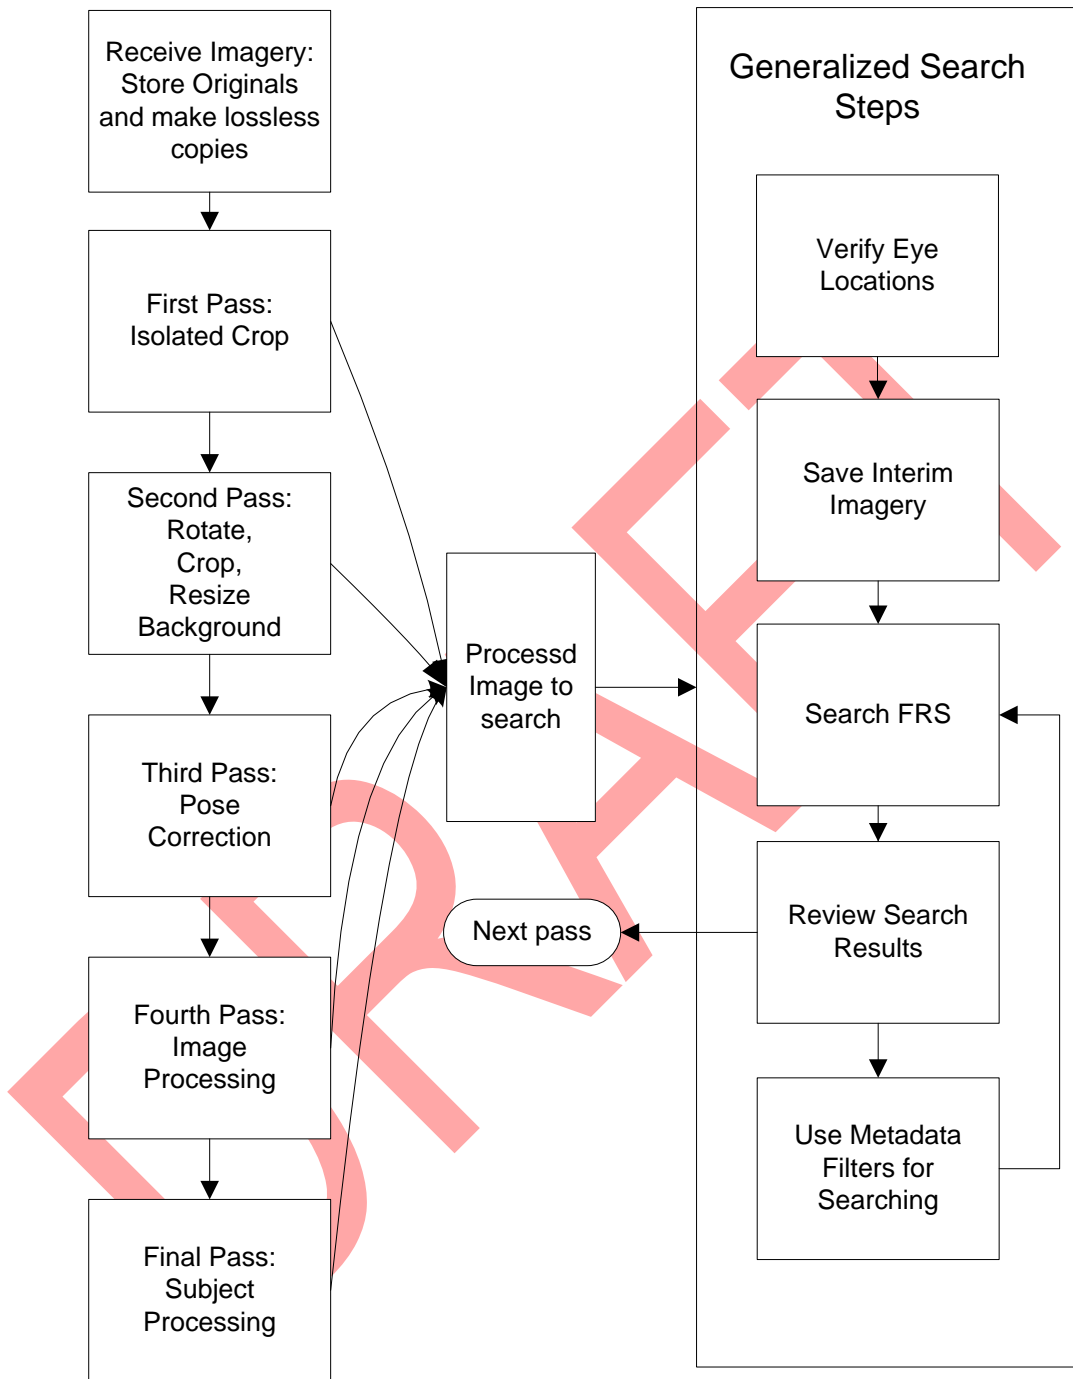 Receive Imagery:
Store Originals
and make lossless
copies
First Pass:
Isolated Crop
Second Pass:
Rotate,
Crop,
Resize
Background
Third Pass:
Pose
Correction
Fourth Pass:
Image
Processing
Final Pass:
Subject
Processing
Processd
Image to
search
Next pass
Generalized Search
Steps
Verify Eye
Locations
Save Interim
Imagery
Search FRS
Review Search
Results
Use Metadata
Filters for
Searching
DRAFT